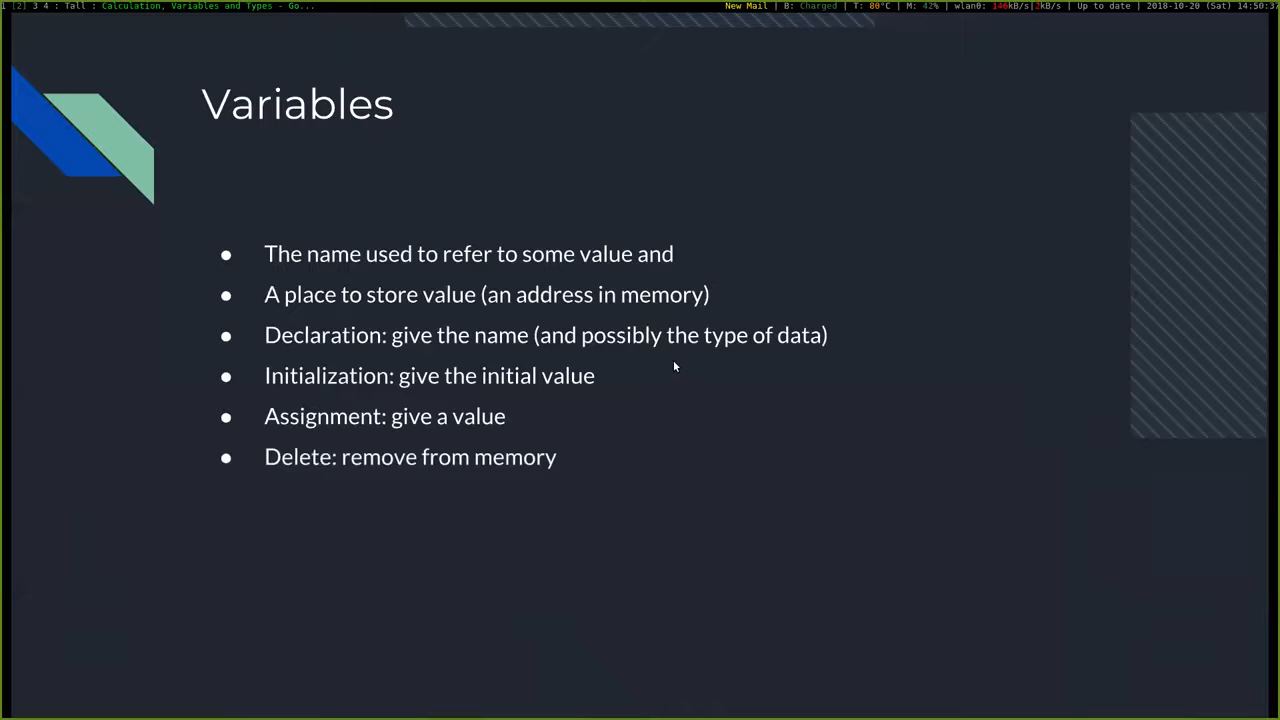 1 [2] 3 4 : Tall : Calculation, Variables and Types - Go... New Mail | B: Charged | T: 80°C | M: 42% | wlan0: 146kB/s|2kB/s | Up to date | 2018-10-20 (Sat) 14:50:3
Variables
● The name used to refer to some value and
● A place to store value (an address in memory)
● Declaration: give the name (and possibly the type of data)
● Initialization: give the initial value
● Assignment: give a value
● Delete: remove from memory